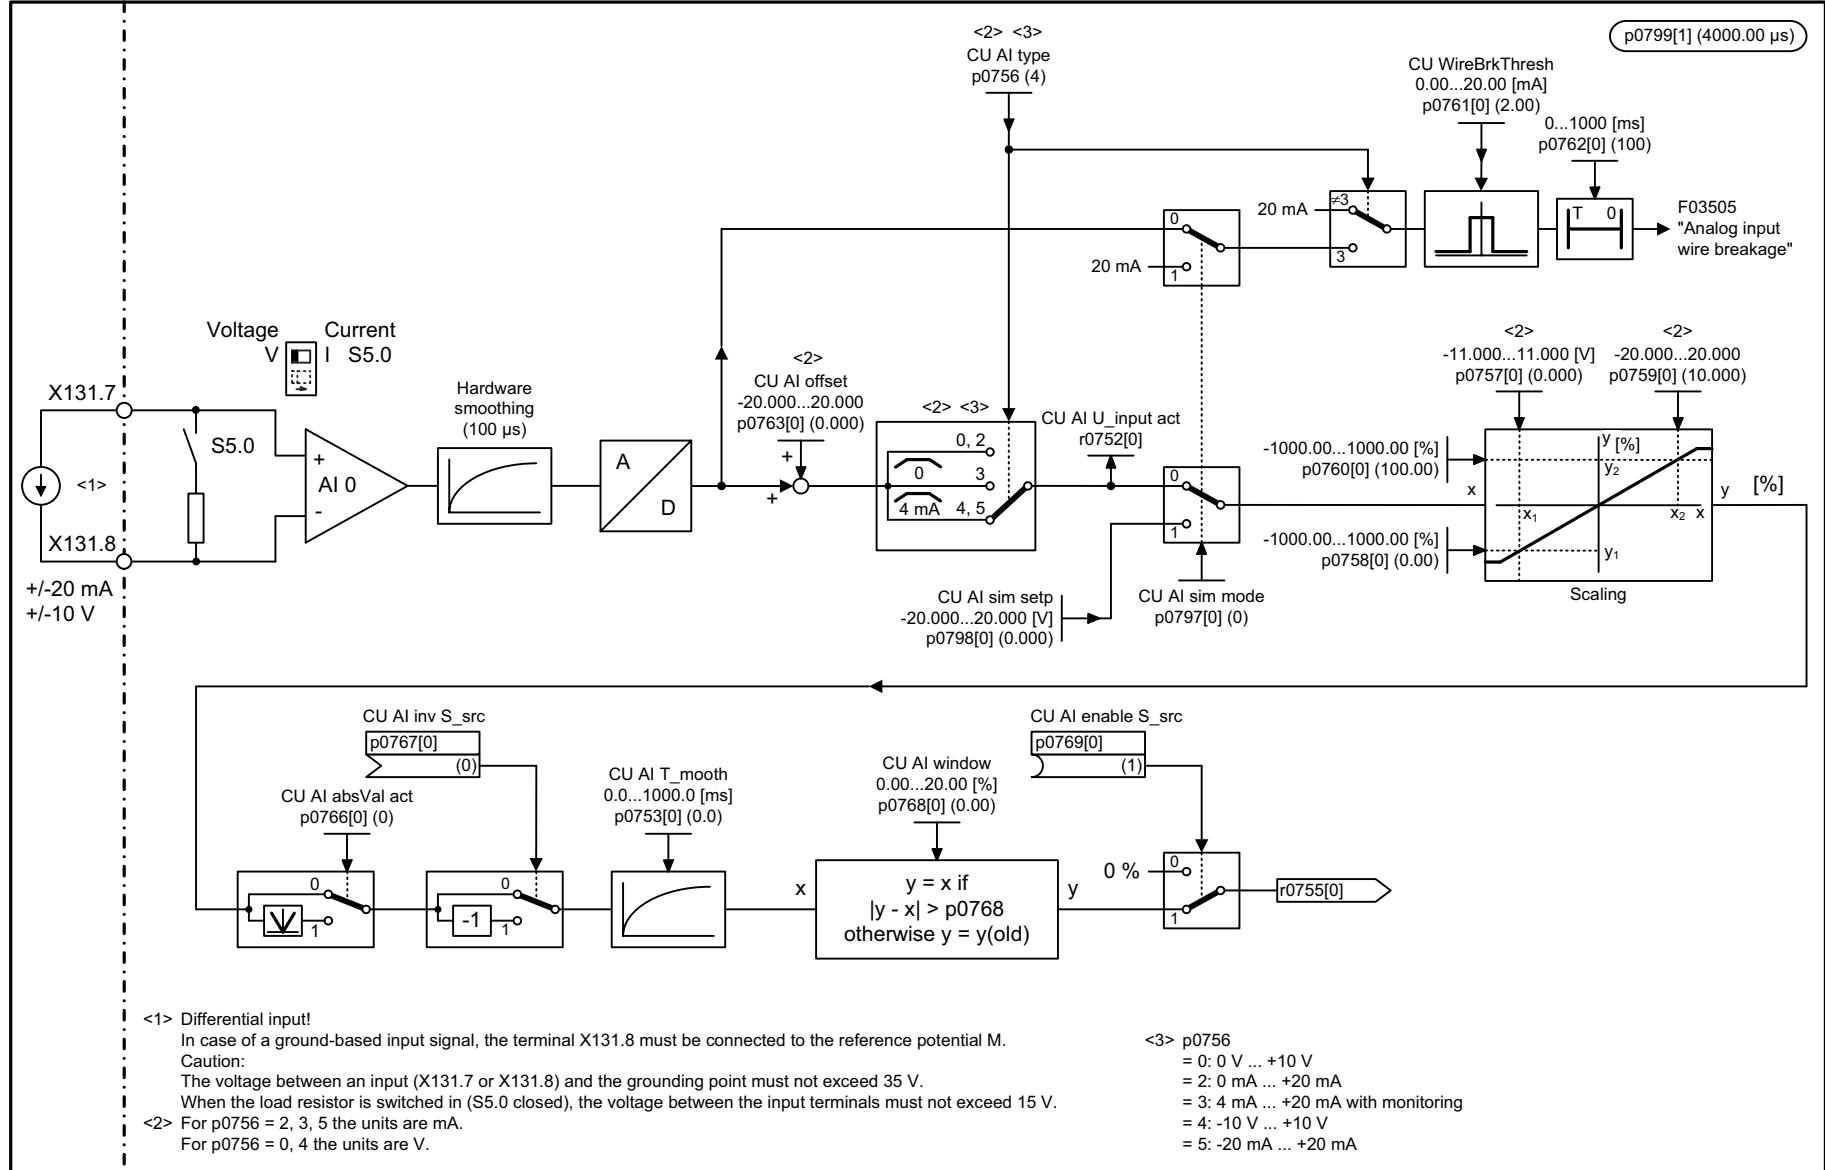 p0799[1] (4000.00 µs)
<2> <3>
CU AI type
p0756 (4)
CU WireBrkThresh
0.00...20.00 [mA]
p0761[0] (2.00)
0...1000 [ms]
p0762[0] (100)
20 mA
≠3
3
T 0
F03505
"Analog input
wire breakage"
0
20 mA
1
Voltage Current
V I S5.0
X131.7
S5.0
<1>
X131.8
+/-20 mA
+/-10 V
+
AI 0
-
Hardware
smoothing
(100 µs)
A
D
<2>
CU AI offset
-20.000...20.000
p0763[0] (0.000)
+
+
<2> <3>
0, 2
0 3
4 mA 4, 5
CU AI U_input act
r0752[0]
0
1
CU AI sim setp
-20.000...20.000 [V]
p0798[0] (0.000)
CU AI sim mode
p0797[0] (0)
<2>
-11.000...11.000 [V]
p0757[0] (0.000)
<2>
-20.000...20.000
p0759[0] (10.000)
-1000.00...1000.00 [%]
p0760[0] (100.00)
x
-1000.00...1000.00 [%]
p0758[0] (0.00)
y [%]
y2
x1 x2 x
y1
y [%]
Scaling
CU AI inv S_src
p0767[0]
(0)
CU AI absVal act
p0766[0] (0)
0
1
0
-1
1
CU AI T_mooth
0.0...1000.0 [ms]
p0753[0] (0.0)
CU AI window
0.00...20.00 [%]
p0768[0] (0.00)
x
y = x if
|y - x| > p0768
otherwise y = y(old)
y
CU AI enable S_src
p0769[0]
(1)
0 %
0
1
r0755[0]
<1> Differential input!
In case of a ground-based input signal, the terminal X131.8 must be connected to the reference potential M.
Caution:
The voltage between an input (X131.7 or X131.8) and the grounding point must not exceed 35 V.
When the load resistor is switched in (S5.0 closed), the voltage between the input terminals must not exceed 15 V.
<2> For p0756 = 2, 3, 5 the units are mA.
For p0756 = 0, 4 the units are V.
<3> p0756
= 0: 0 V ... +10 V
= 2: 0 mA ... +20 mA
= 3: 4 mA ... +20 mA with monitoring
= 4: -10 V ... +10 V
= 5: -20 mA ... +20 mA